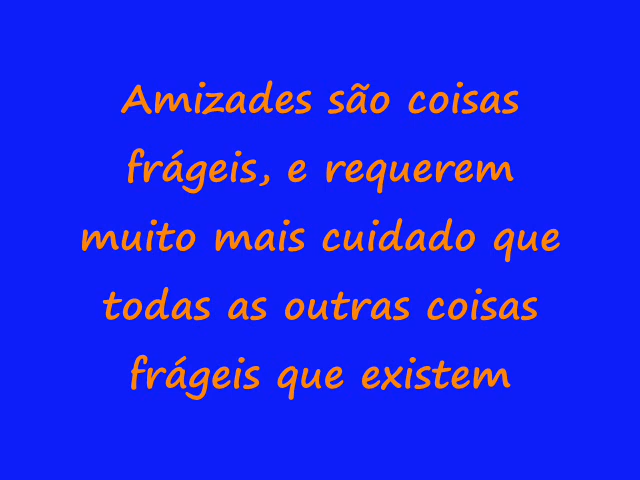 Amizades são coisas
frágeis, e requerem
muito mais cuidado que
todas as outras coisas
frágeis que existem